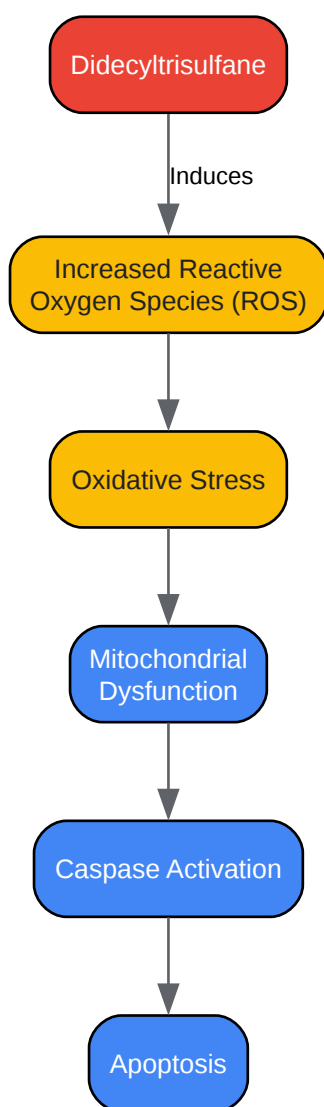 Didecyltrisulfane
Induces
Increased Reactive
Oxygen Species (ROS)
Oxidative Stress
Mitochondrial
Dysfunction
Caspase Activation
Apoptosis